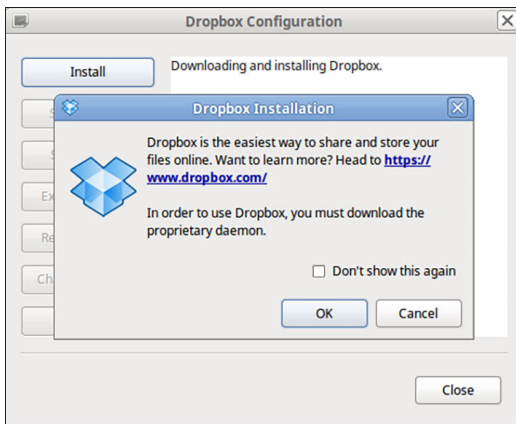 Dropbox Configuration
Install
Downloading and installing Dropbox.
Dropbox Installation
Dropbox is the easiest way to share and store your
files online. Want to learn more? Head to https://
www.dropbox.com/
In order to use Dropbox, you must download the
proprietary daemon.
Don't show this again
OK
Cancel
Close